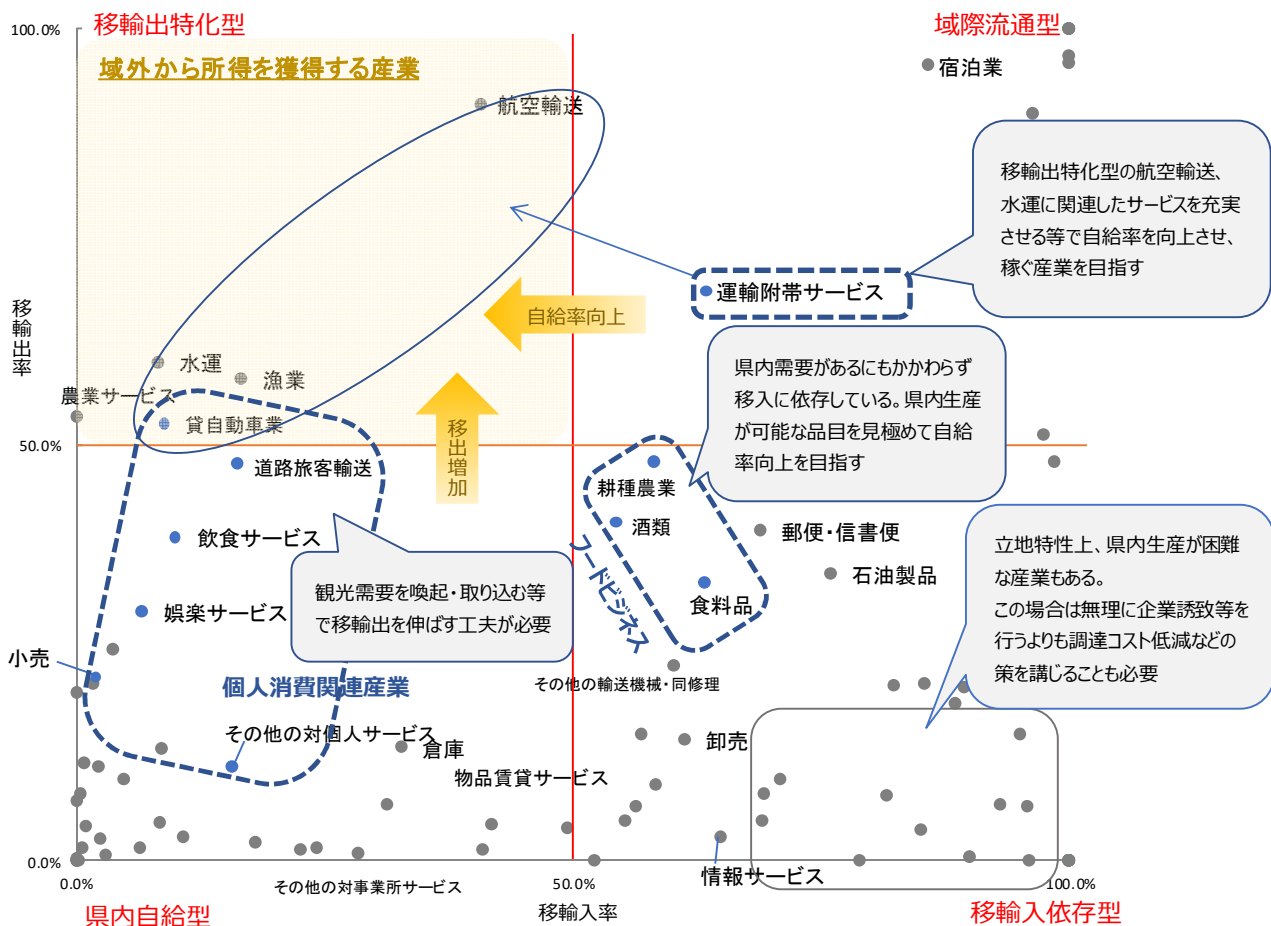 移輸出特化型
域際流通型
100.0%
域外から所得を獲得する産業
宿泊業
航空輸送
移輸出特化型の航空輸送、
水運に関連したサービスを充実
させる等で自給率を向上させ、
稼ぐ産業を目指す
運輸附帯サービス
移輸出率
自給率向上
水運
漁業
農業サービス
貸自動車業
移出増加
県内需要があるにもかかわらず
移入に依存している。県内生産
が可能な品目を見極めて自給
率向上を目指す
50.0%
道路旅客輸送
耕種農業
酒類
飲食サービス
郵便・信書便
石油製品
立地特性上、県内生産が困難
な産業もある。
この場合は無理に企業誘致等を
行うよりも調達コスト低減などの
策を講じることも必要
フードビジネス
食料品
観光需要を喚起・取り込む等
で移輸出を伸ばす工夫が必要
娯楽サービス
小売
個人消費関連産業
その他の輸送機械・同修理
その他の対個人サービス
倉庫
卸売
物品賃貸サービス
0.0%
0.0%
その他の対事業所サービス
50.0%
情報サービス
100.0%
移輸入率
県内自給型
移輸入依存型